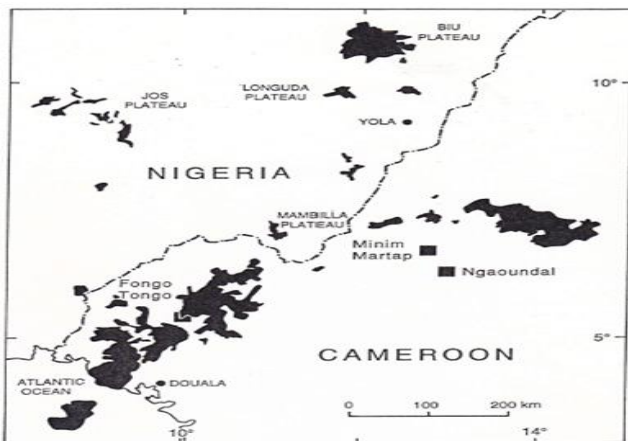 BIU
PLATEAU
10°
JOS
PLATEAU
LONGUDA
PLATEAU
YOLA
NIGERIA
MAMBILLA
PLATIEAU
Minim
Martap
Ngaoundal
Fongo
Tongo
5°
CAMEROON
ATLANTIC
OCEAN
DOUALA
0 100 200 km
10°
14°